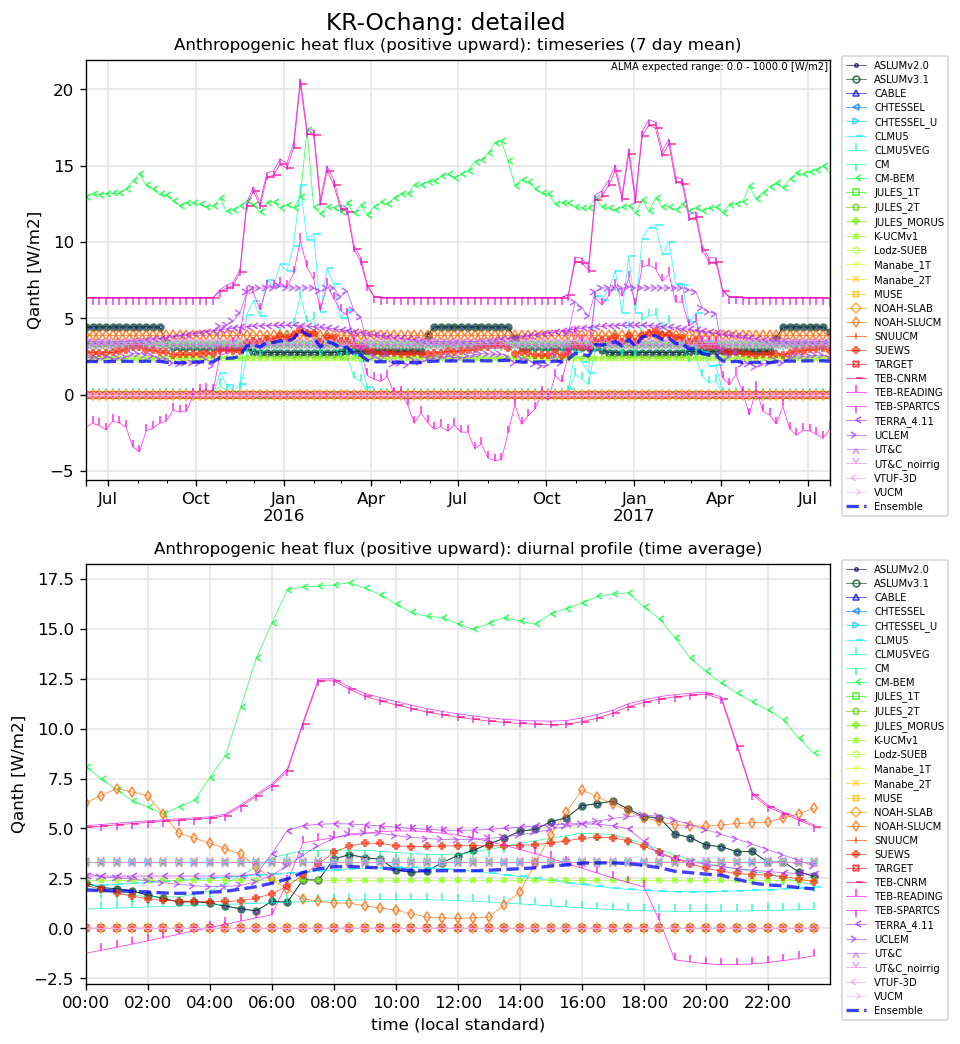 KR-Ochang: detailed
Anthropogenic heat flux (positive upward): timeseries (7 day mean)
ALMA expected range: 0.0 - 1000.0 [W/m2]
Qanth [W/m2]
20
15
10
5
0
−5
Jul
Oct
Jan
2016
Apr
Jul
Oct
Jan
2017
Apr
Jul
ASLUMv2.0
ASLUMv3.1
CABLE
CHTESSEL
CHTESSEL_U
CLMU5
CLMU5VEG
CM
CM-BEM
JULES_1T
JULES_2T
JULES_MORUS
K-UCMv1
Lodz-SUEB
Manabe_1T
Manabe_2T
MUSE
NOAH-SLAB
NOAH-SLUCM
SNUUCM
SUEWS
TARGET
TEB-CNRM
TEB-READING
TEB-SPARTCS
TERRA_4.11
UCLEM
UT&C
UT&C_noirrig
VTUF-3D
VUCM
Ensemble
Anthropogenic heat flux (positive upward): diurnal profile (time average)
Qanth [W/m2]
17.5
15.0
12.5
10.0
7.5
5.0
2.5
0.0
−2.5
00:00
02:00
04:00
06:00
08:00
10:00
12:00
14:00
16:00
18:00
20:00
22:00
time (local standard)
ASLUMv2.0
ASLUMv3.1
CABLE
CHTESSEL
CHTESSEL_U
CLMU5
CLMU5VEG
CM
CM-BEM
JULES_1T
JULES_2T
JULES_MORUS
K-UCMv1
Lodz-SUEB
Manabe_1T
Manabe_2T
MUSE
NOAH-SLAB
NOAH-SLUCM
SNUUCM
SUEWS
TARGET
TEB-CNRM
TEB-READING
TEB-SPARTCS
TERRA_4.11
UCLEM
UT&C
UT&C_noirrig
VTUF-3D
VUCM
Ensemble